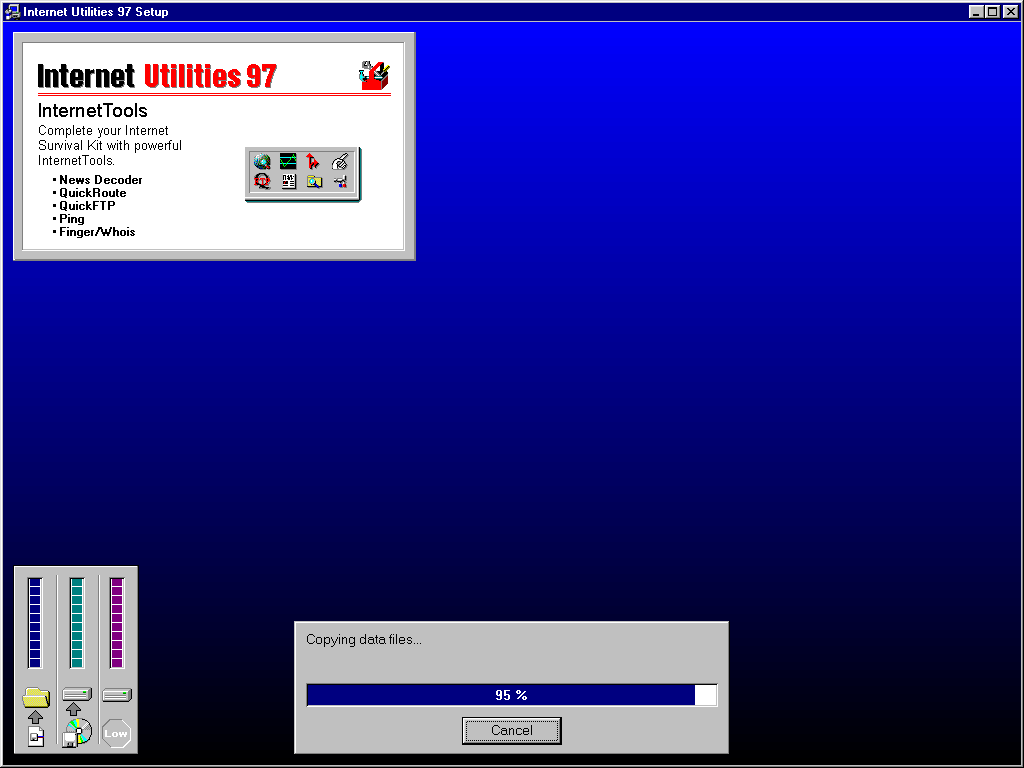 Internet Utilities 97 Setup
Internet Utilities 97
InternetTools
Complete your Internet
Survival Kit with powerful
InternetTools.
• News Decoder
• QuickRoute
• QuickFTP
• Ping
• Finger/Whois
Low
Copying data files...
95 %
Cancel